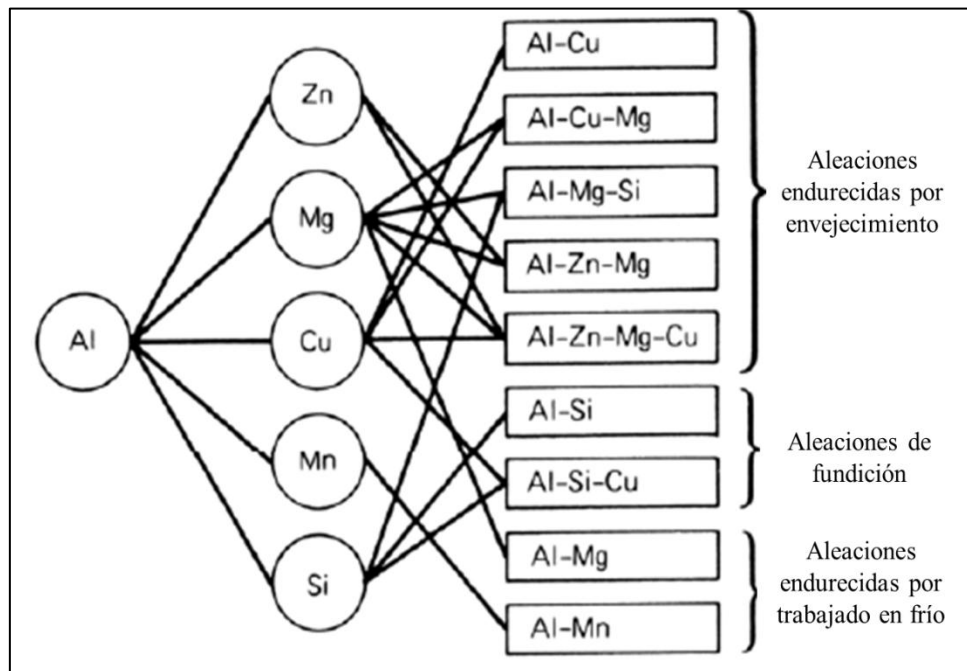 Al
Zn
Mg
Cu
Mn
Si
Al-Cu
Al-Cu-Mg
Al-Mg-Si
Al-Zn-Mg
Al-Zn-Mg-Cu
Al-Si
Al-Si-Cu
Al-Mg
Al-Mn
Aleaciones
endurecidas por
envejecimiento
Aleaciones de
fundición
Aleaciones
endurecidas por
trabajado en frío